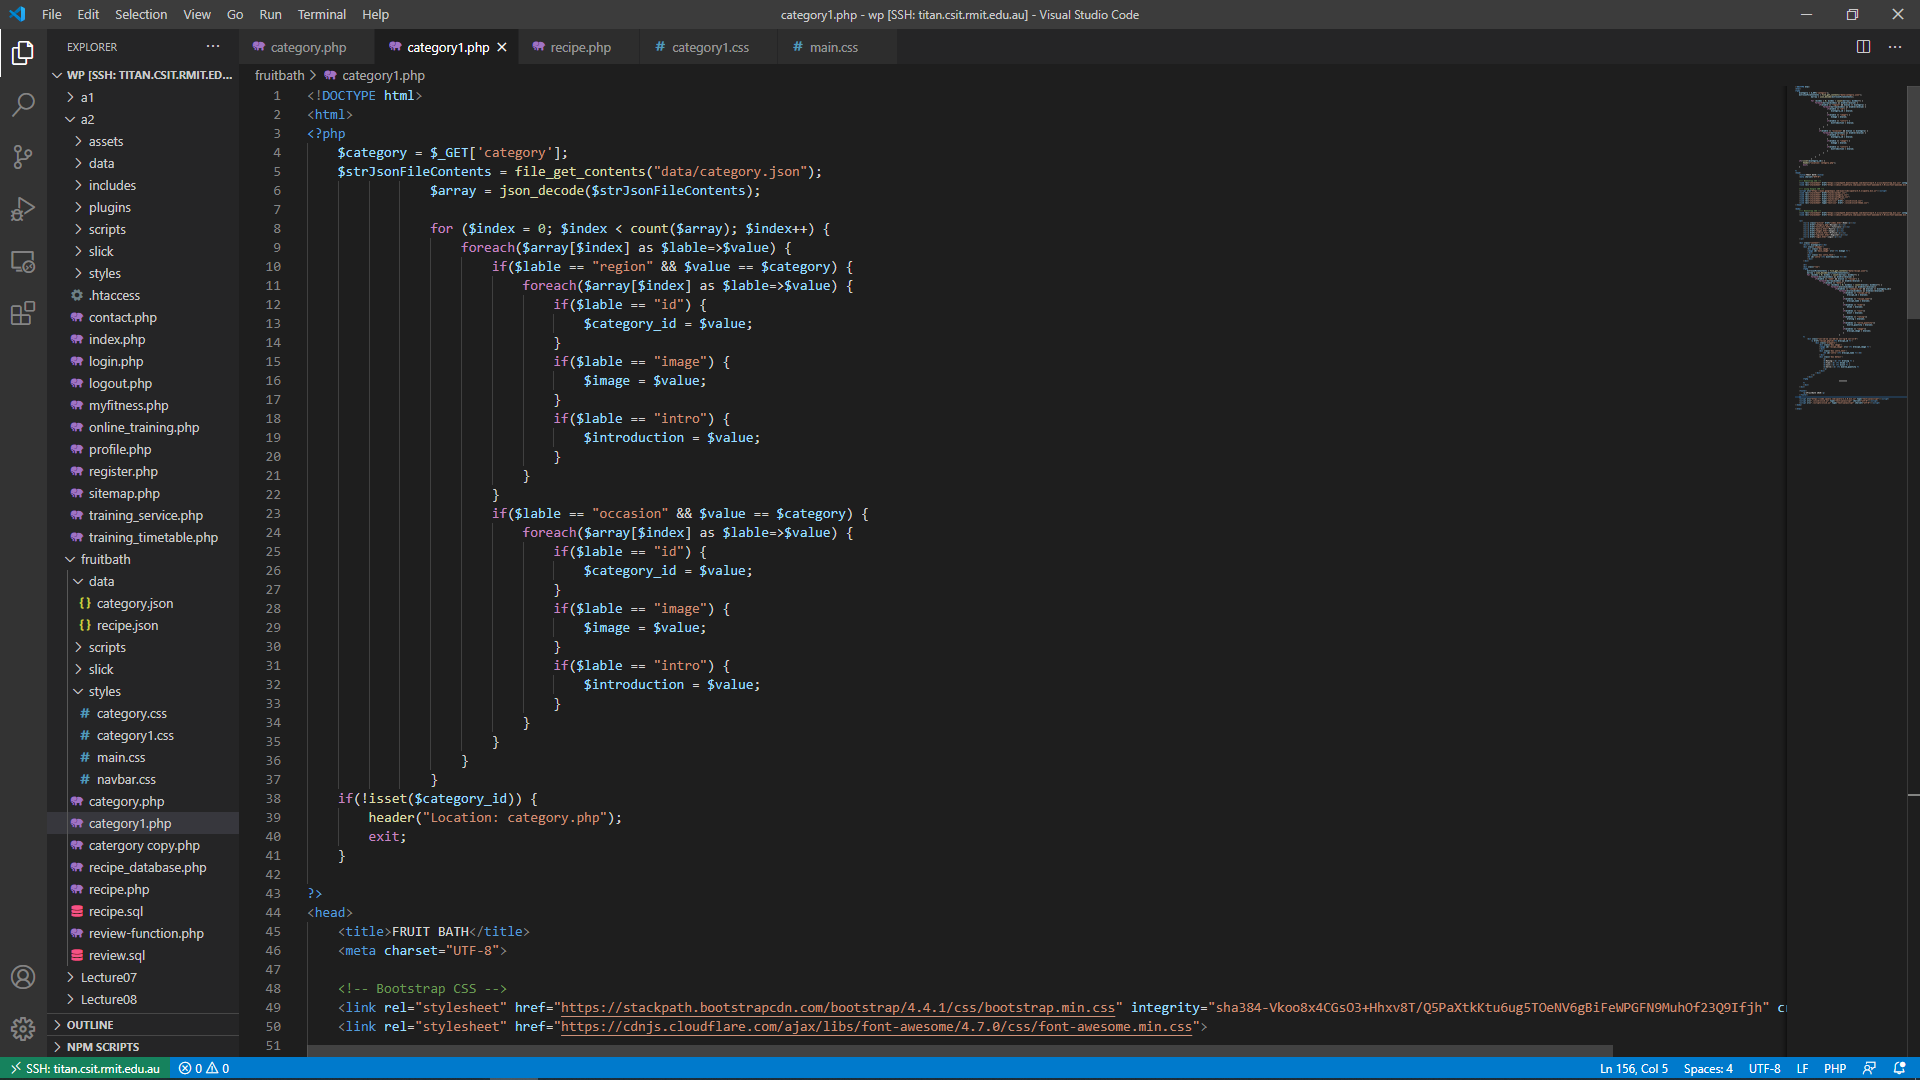 File Edit Selection View Go Run Terminal Help
category1.php - wp [SSH: titan.csit.rmit.edu.au] - Visual Studio Code
EXPLORER
WP [SSH: TITAN.CSIT.RMIT.ED...
a1
a2
assets
data
includes
plugins
scripts
slick
styles
.htaccess
contact.php
index.php
login.php
logout.php
myfitness.php
online_training.php
profile.php
register.php
sitemap.php
training_service.php
training_timetable.php
fruitbath
data
category.json
recipe.json
scripts
slick
styles
category.css
category1.css
main.css
navbar.css
category.php
category1.php
catergory copy.php
recipe_database.php
recipe.php
recipe.sql
review-function.php
review.sql
Lecture07
Lecture08
OUTLINE
NPM SCRIPTS
category.php category1.php recipe.php # category1.css # main.css
fruitbath > category1.php
1 <!DOCTYPE html>
2 <html>
3 <?php
4 $category = $_GET['category'];
5 $strJsonFileContents = file_get_contents("data/category.json");
6 $array = json_decode($strJsonFileContents);
7
8 for ($index = 0; $index < count($array); $index++) {
9 foreach($array[$index] as $lable=>$value) {
10 if($lable == "region" && $value == $category) {
11 foreach($array[$index] as $lable=>$value) {
12 if($lable == "id") {
13 $category_id = $value;
14 }
15 if($lable == "image") {
16 $image = $value;
17 }
18 if($lable == "intro") {
19 $introduction = $value;
20 }
21 }
22 }
23 if($lable == "occasion" && $value == $category) {
24 foreach($array[$index] as $lable=>$value) {
25 if($lable == "id") {
26 $category_id = $value;
27 }
28 if($lable == "image") {
29 $image = $value;
30 }
31 if($lable == "intro") {
32 $introduction = $value;
33 }
34 }
35 }
36 }
37 }
38 if(!isset($category_id)) {
39 header("Location: category.php");
40 exit;
41 }
42
43 ?>
44 <head>
45 <title>FRUIT BATH</title>
46 <meta charset="UTF-8">
47
48 <!-- Bootstrap CSS -->
49 <link rel="stylesheet" href="https://stackpath.bootstrapcdn.com/bootstrap/4.4.1/css/bootstrap.min.css" integrity="sha384-Vkoo8x4CGsO3+Hhxv8T/Q5PaXtkKtu6ug5TOeNV6gBiFeWPGFN9MuhOf23Q9Ifjh" cr
50 <link rel="stylesheet" href="https://cdnjs.cloudflare.com/ajax/libs/font-awesome/4.7.0/css/font-awesome.min.css">
51
SSH: titan.csit.rmit.edu.au 0 0 Ln 156, Col 5 Spaces: 4 UTF-8 LF PHP